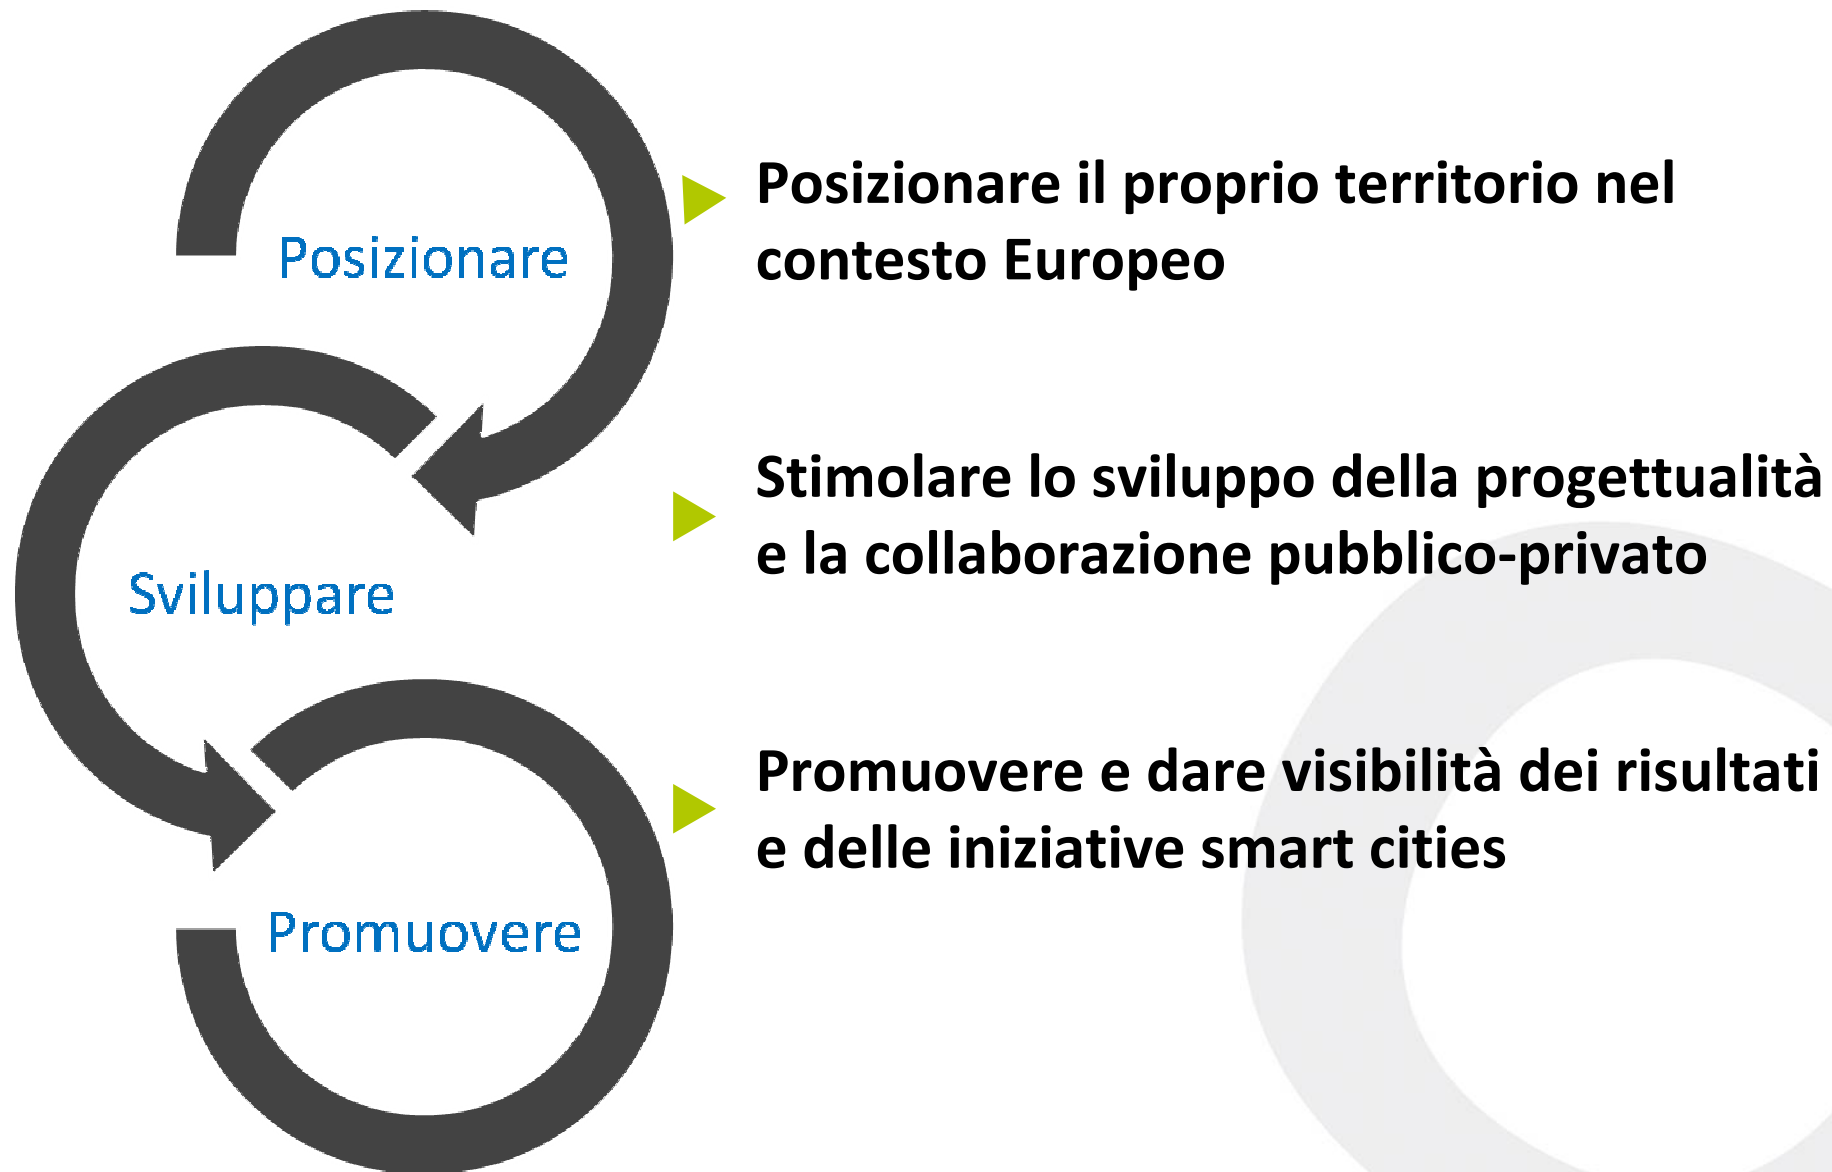 Posizionare
Posizionare il proprio territorio nel
contesto Europeo
Sviluppare
Stimolare lo sviluppo della progettualità
e la collaborazione pubblico-privato
Promuovere
Promuovere e dare visibilità dei risultati
e delle iniziative smart cities